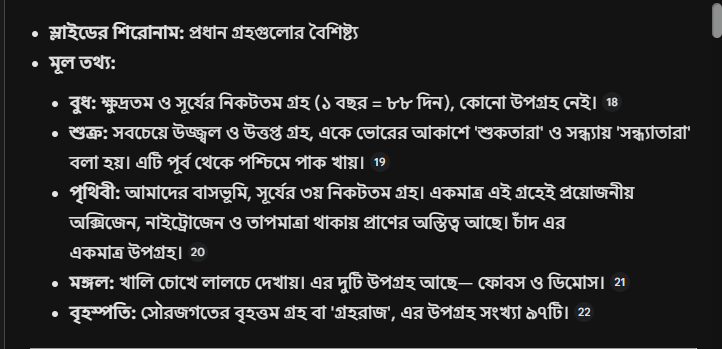 • স্লাইডের শিরোনাম: প্রধান গ্রহগুলোর বৈশিষ্ট্য
• মূল তথ্য:
• বুধ: ক্ষুদ্রতম ও সূর্যের নিকটতম গ্রহ (১ বছর = ৮৮ দিন), কোনো উপগ্রহ নেই। 18
• শুক্র: সবচেয়ে উজ্জ্বল ও উত্তপ্ত গ্রহ, একে ভোরের আকাশে 'শুকতারা' ও সন্ধ্যায় 'সন্ধ্যাতারা'
বলা হয়। এটি পূর্ব থেকে পশ্চিমে পাক খায়। 19
• পৃথিবী: আমাদের বাসভূমি, সূর্যের ৩য় নিকটতম গ্রহ। একমাত্র এই গ্রহেই প্রয়োজনীয়
অক্সিজেন, নাইট্রোজেন ও তাপমাত্রা থাকায় প্রাণের অস্তিত্ব আছে। চাঁদ এর
একমাত্র উপগ্রহ। 20
• মঙ্গল: খালি চোখে লালচে দেখায়। এর দুটি উপগ্রহ আছে— ফোবস ও ডিমোস। 21
• বৃহস্পতি: সৌরজগতের বৃহত্তম গ্রহ বা 'গ্রহরাজ', এর উপগ্রহ সংখ্যা ৯৭টি। 22